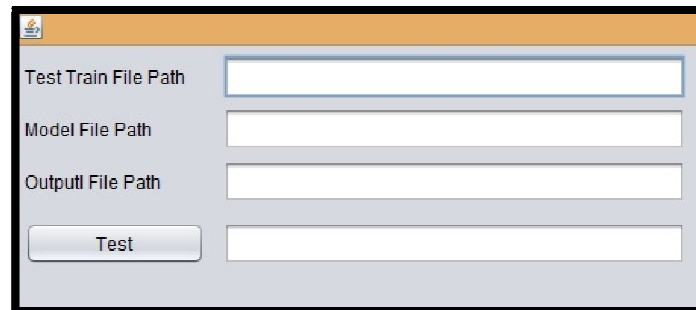 Test Train File Path
Model File Path
Outputl File Path
Test